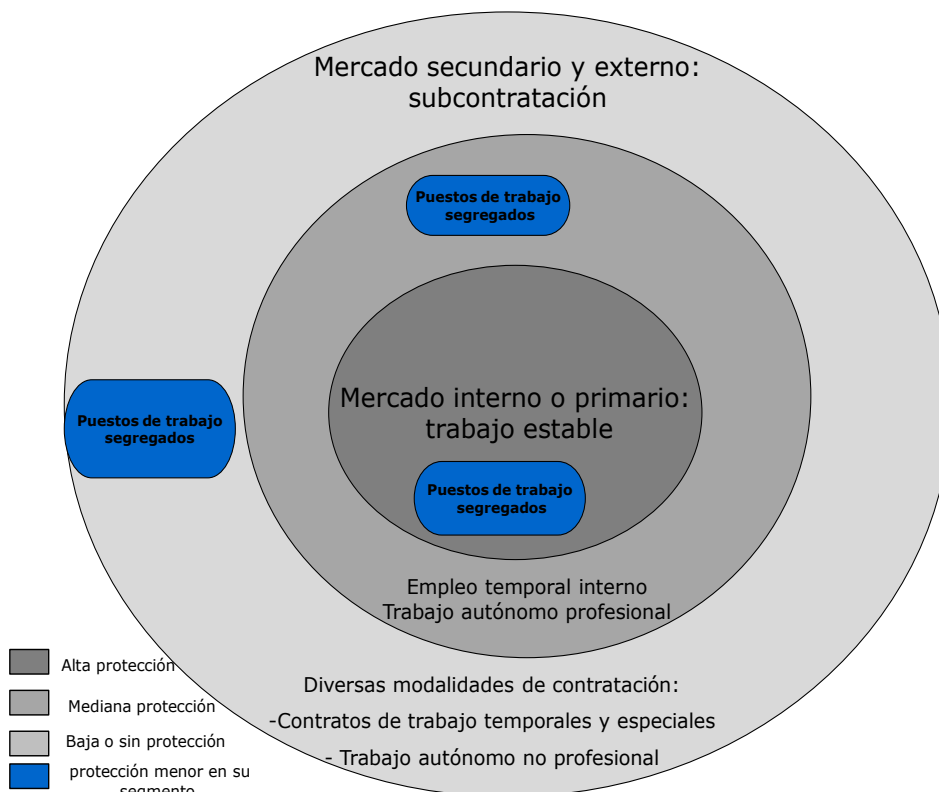 Mercado secundario y externo:
subcontratación
Puestos de trabajo
segregados
Mercado interno o primario:
trabajo estable
Puestos de trabajo
segregados
Puestos de trabajo
segregados
Empleo temporal interno
Trabajo autónomo profesional
Diversas modalidades de contratación:
-Contratos de trabajo temporales y especiales
- Trabajo autónomo no profesional
Alta protección
Mediana protección
Baja o sin protección
protección menor en su
segmento